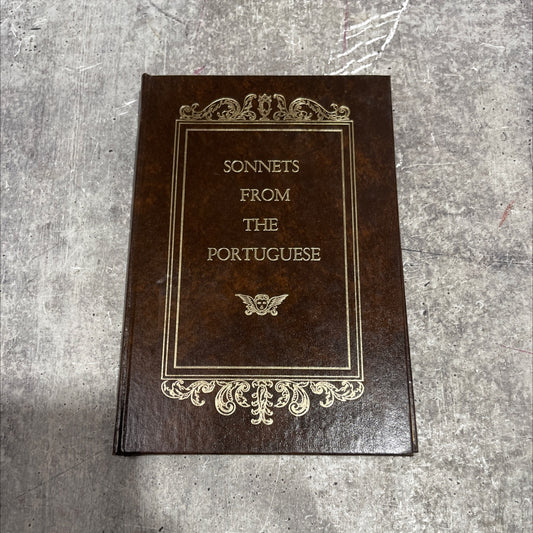 SONNETS
FROM
THE
PORTUGUESE